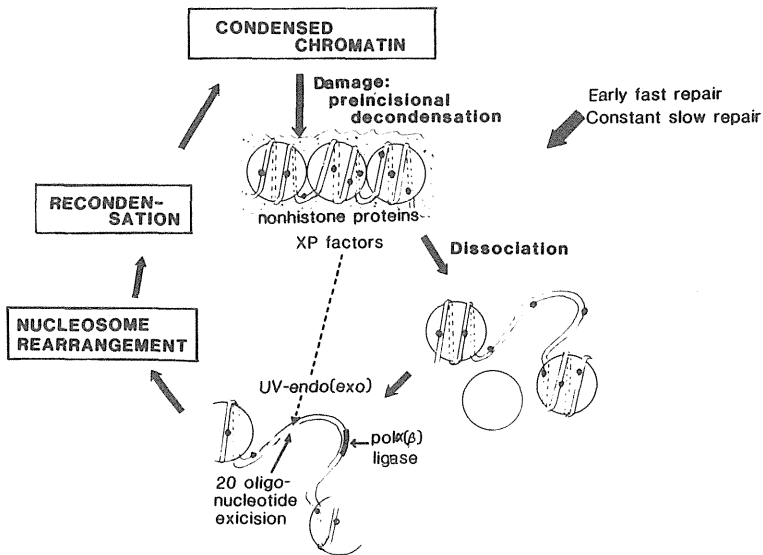 CONDENSED
CHROMATIN
Damage:
preincisional
decondensation
Early fast repair
Constant slow repair
nonhistone proteins
XP factors
Dissociation
RECONDEN-
SATION
NUCLEOSOME
REARRANGEMENT
UV-endo(exo)
polα(β)
ligase
20 oligo-
nucleotide
exicision